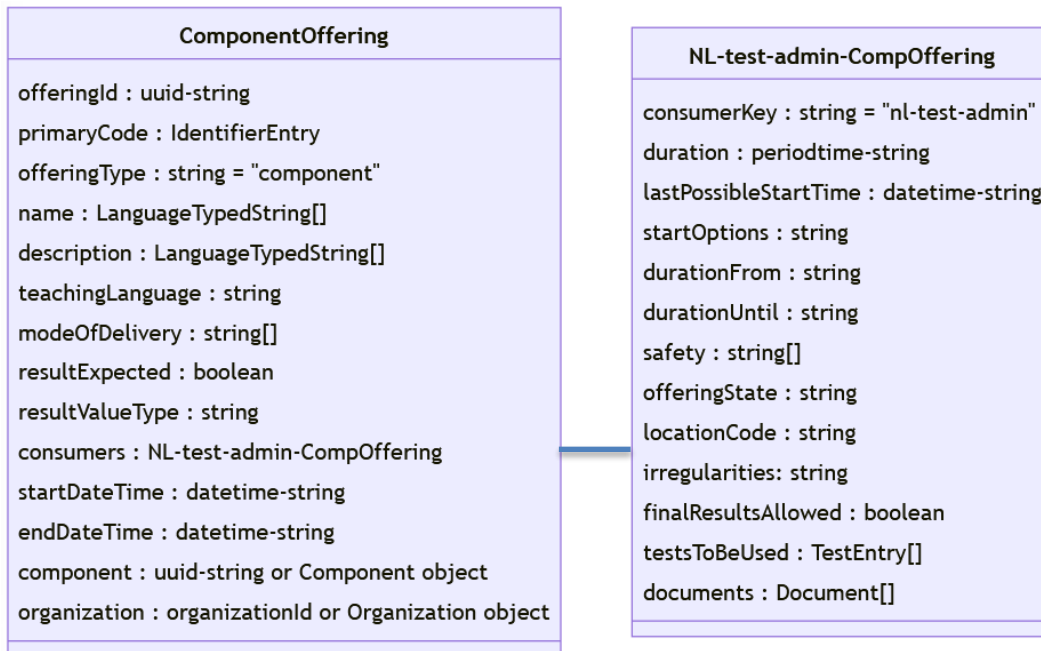 ComponentOffering
offeringId : uuid-string
primaryCode : IdentifierEntry
offeringType : string = "component"
name : LanguageTypedString[]
description : LanguageTypedString[]
teachingLanguage : string
modeOfDelivery : string[]
resultExpected : boolean
resultValueType : string
consumers : NL-test-admin-CompOffering
startDateTime : datetime-string
endDateTime : datetime-string
component : uuid-string or Component object
organization : organizationId or Organization object
NL-test-admin-CompOffering
consumerKey : string = "nl-test-admin"
duration : periodtime-string
lastPossibleStartTime : datetime-string
startOptions : string
durationFrom : string
durationUntil : string
safety : string[]
offeringState : string
locationCode : string
irregularities: string
finalResultsAllowed : boolean
testsToBeUsed : TestEntry[]
documents : Document[]